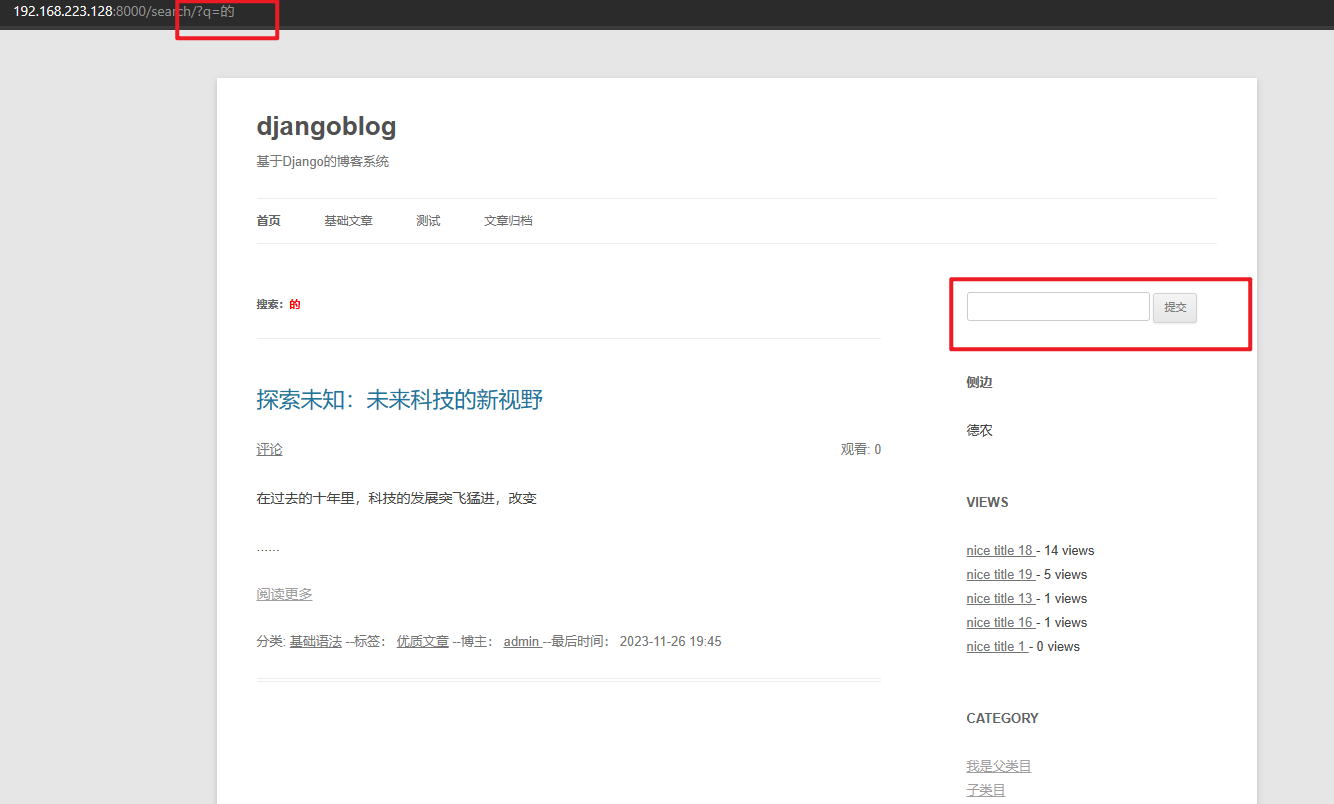 192.168.223.128:8000/search/?q=的
djangoblog
基于Django的博客系统
首页 基础文章 测试 文章归档
搜索：的
探索未知：未来科技的新视野
评论 观看: 0
在过去的十年里，科技的发展突飞猛进，改变
......
阅读更多
分类: 基础语法 --标签： 优质文章 --博主： admin --最后时间： 2023-11-26 19:45
提交
侧边
德农
VIEWS
nice title 18 - 14 views
nice title 19 - 5 views
nice title 13 - 1 views
nice title 16 - 1 views
nice title 1 - 0 views
CATEGORY
我是父类目
子类目